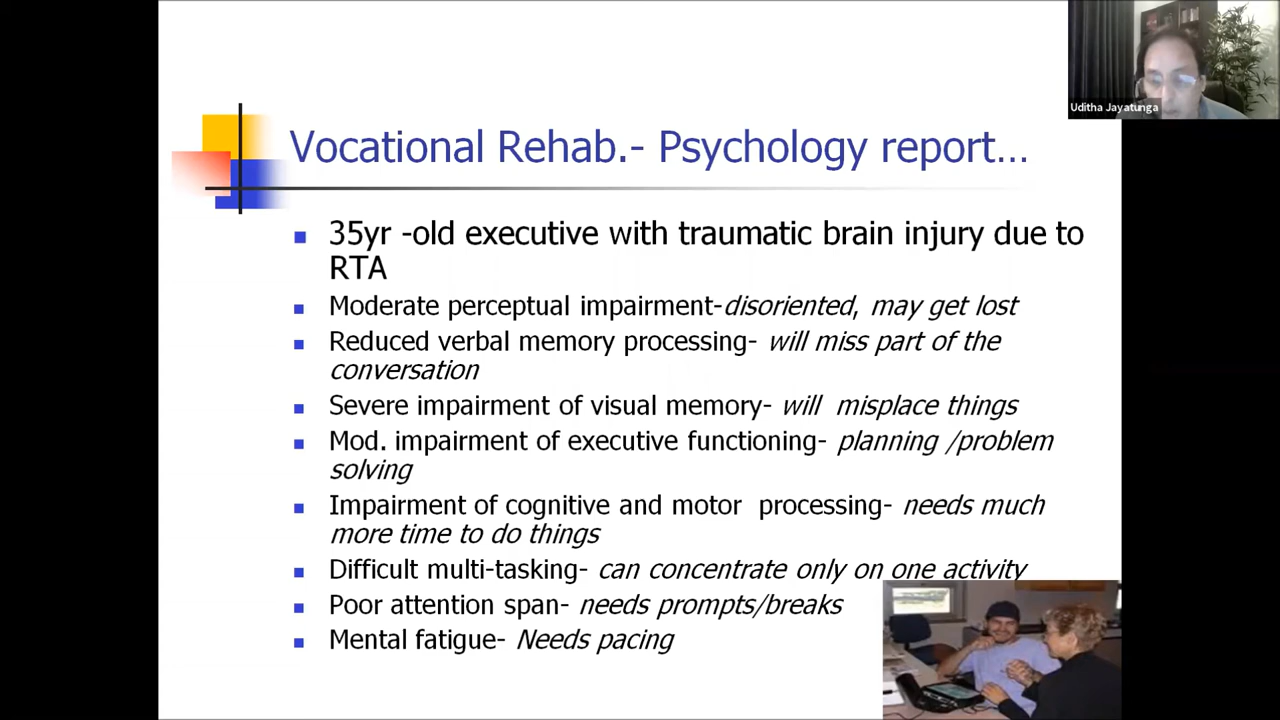 Uditha Jayatunga
Vocational Rehab.- Psychology report...
35yr -old executive with traumatic brain injury due to
RTA
Moderate perceptual impairment-disoriented, may get lost
Reduced verbal memory processing- will miss part of the
conversation
Severe impairment of visual memory- will  misplace things
Mod. impairment of executive functioning- planning /problem
solving
Impairment of cognitive and motor  processing- needs much
more time to do things
Difficult multi-tasking- can concentrate only on one activity
Poor attention span- needs prompts/breaks
Mental fatigue- Needs pacing